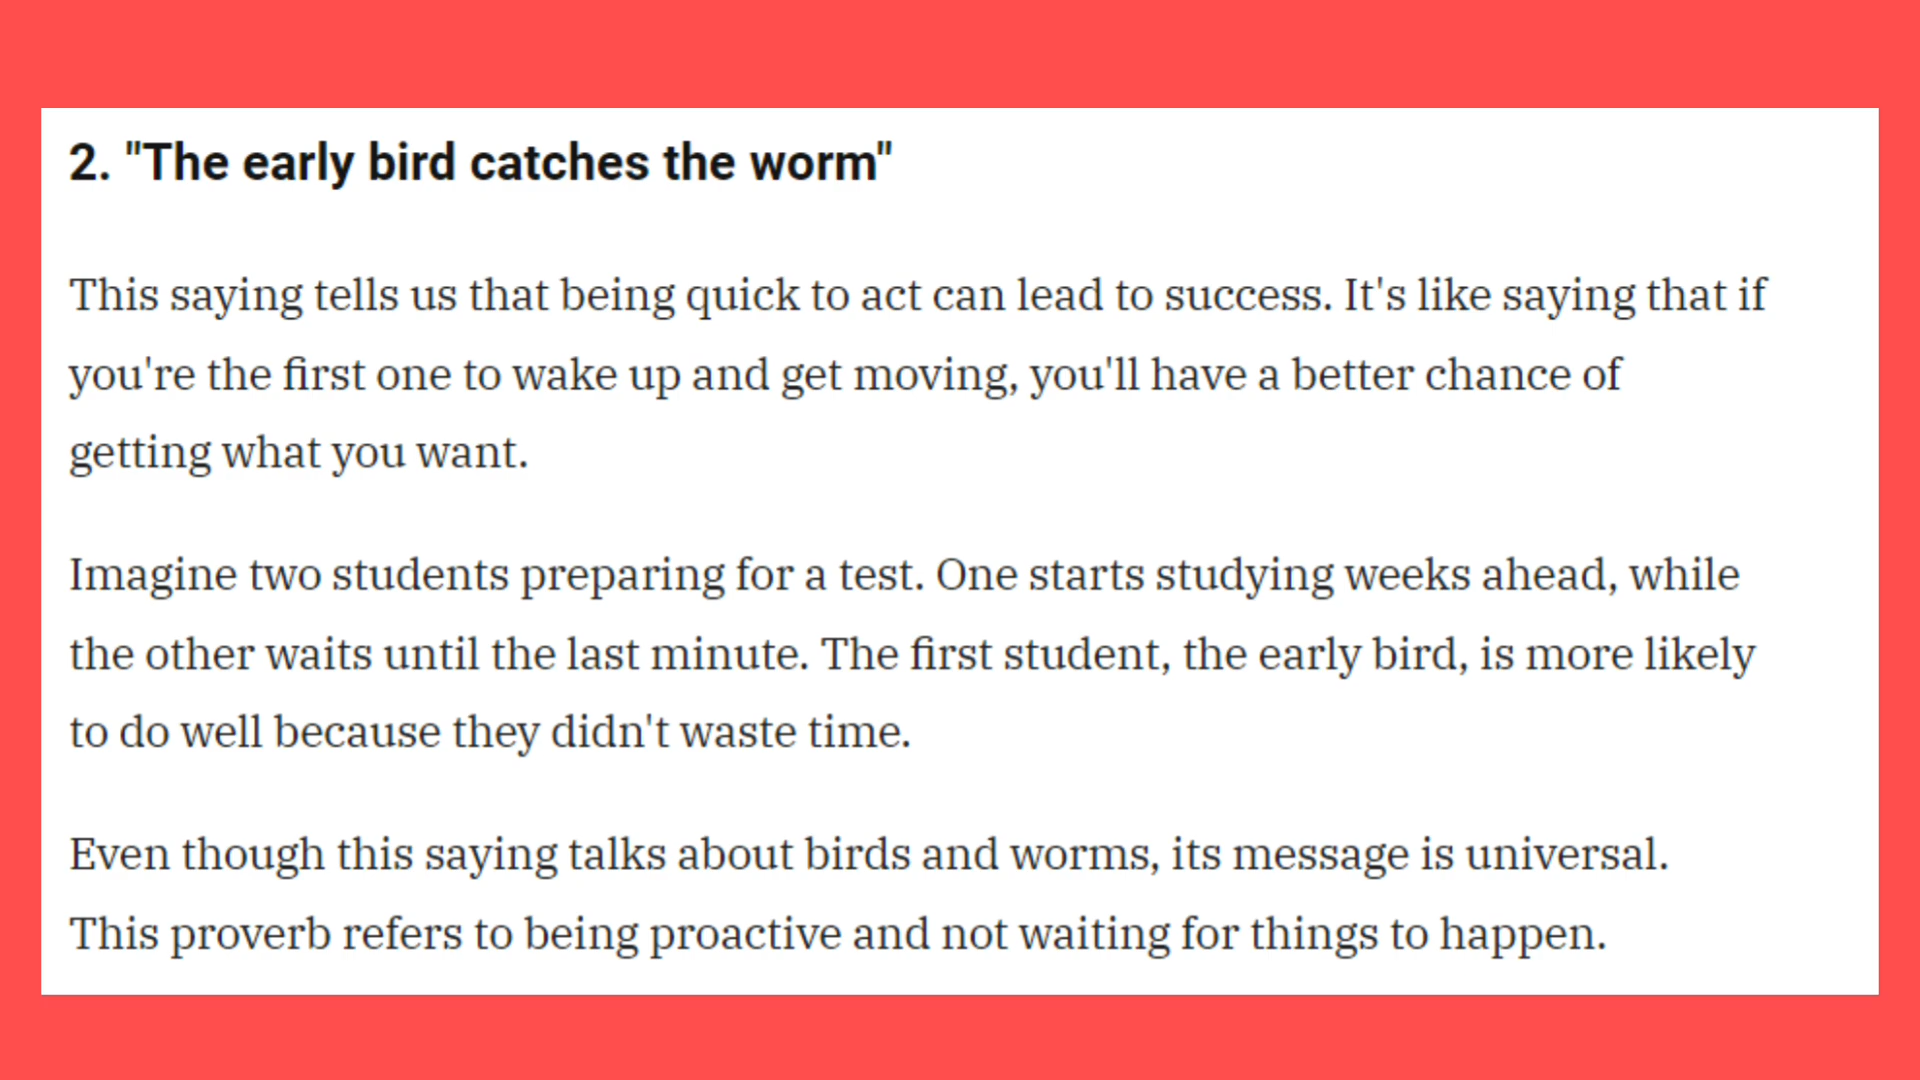 2. "The early bird catches the worm"
This saying tells us that being quick to act can lead to success. It's like saying that if
you're the first one to wake up and get moving, you'll have a better chance of
getting what you want.
Imagine two students preparing for a test. One starts studying weeks ahead, while
the other waits until the last minute. The first student, the early bird, is more likely
to do well because they didn't waste time.
Even though this saying talks about birds and worms, its message is universal.
This proverb refers to being proactive and not waiting for things to happen.